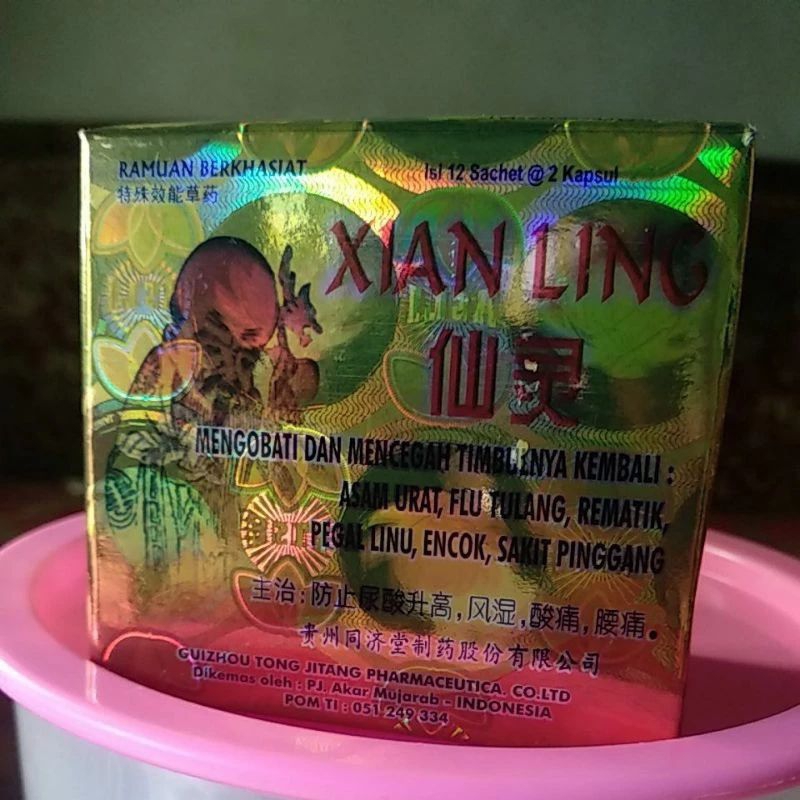 RAMUAN BERKHASIAT
特殊效能草药
Isl 12 Sachet @ 2 Kapsul
XIAN LING
仙灵
MENGOBATI DAN MENCEGAH TIMBULNYA KEMBALI :
ASAM URAT, FLU TULANG, REMATIK,
PEGAL LINU, ENCOK, SAKIT PINGGANG
主治:防止尿酸升高,风湿,酸痛,腰痛。
贵州同济堂制药股份有限公司
GUIZHOU TONG JITANG PHARMACEUTICA. CO.LTD
Dikemas oleh : PJ. Akar Mujarab - INDONESIA
POM TI : 051 249 334